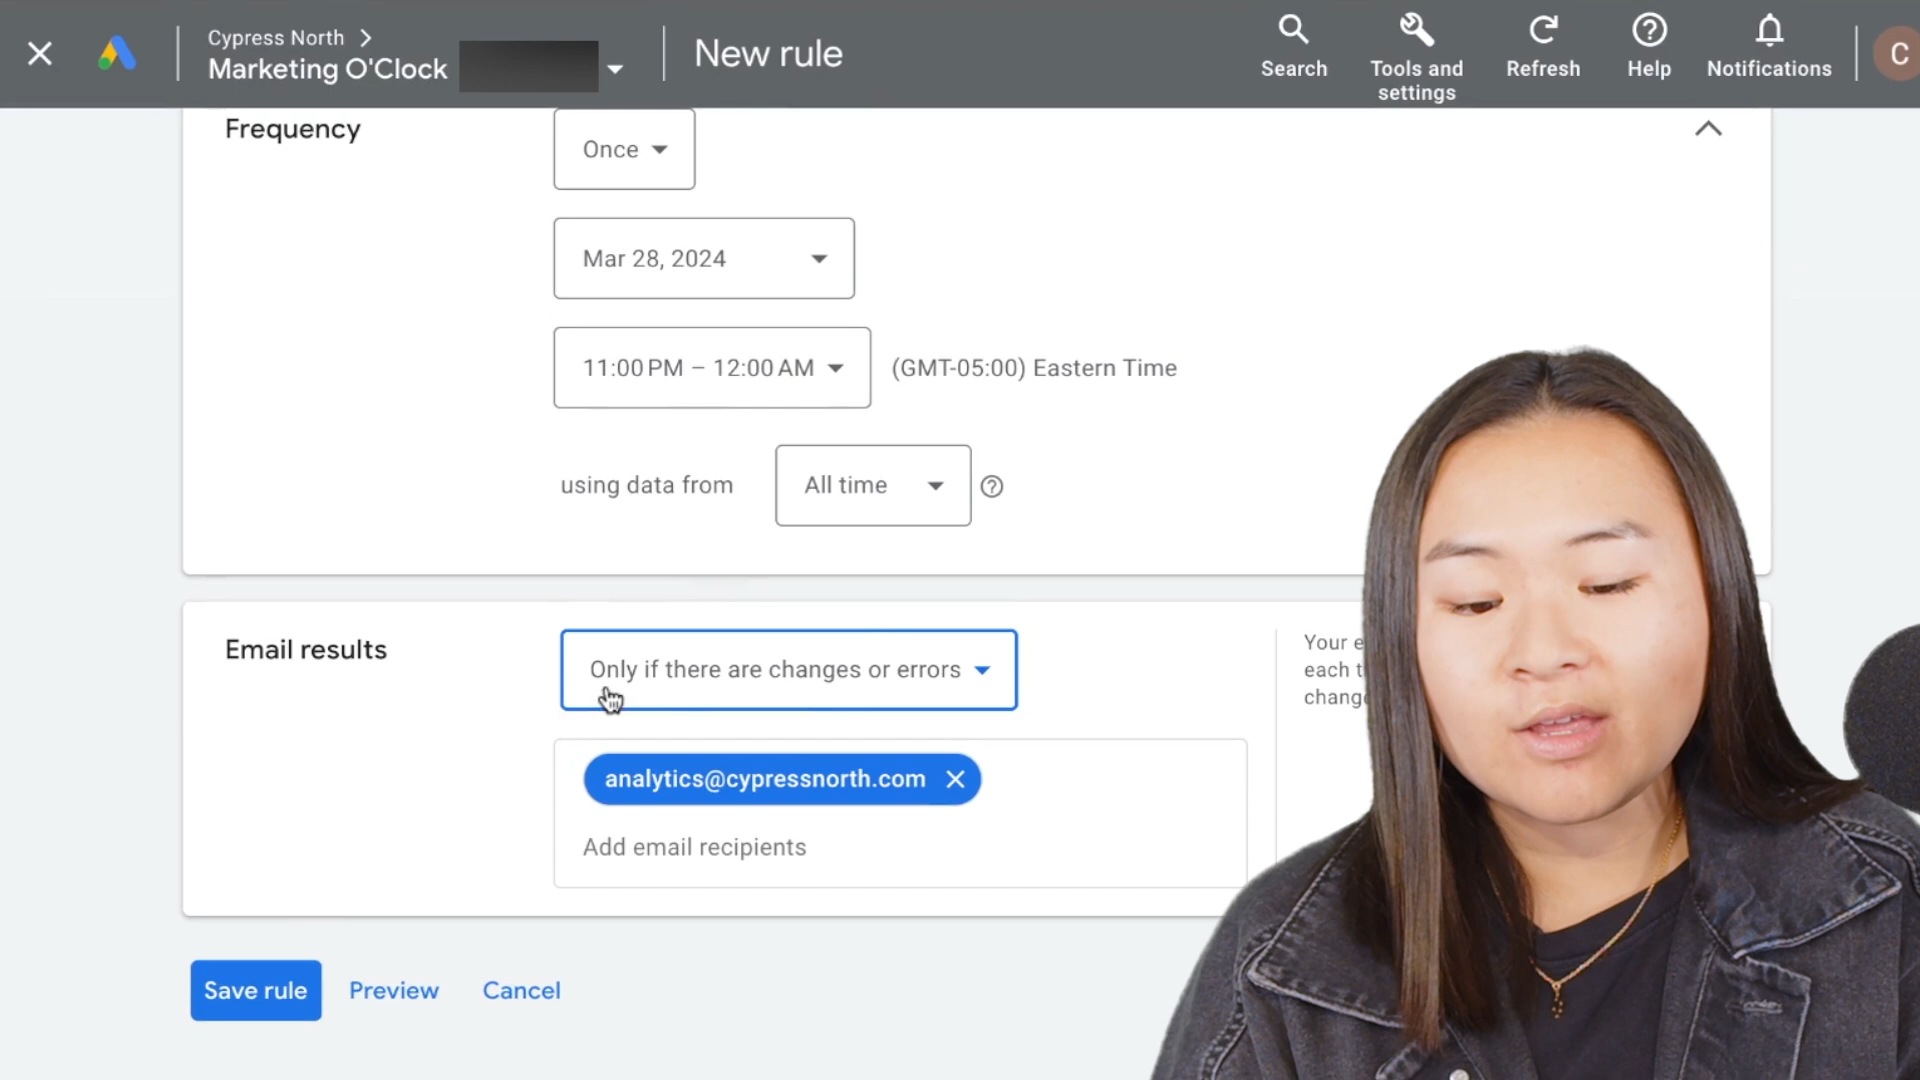 Cypress North >
Marketing O'Clock
New rule
Search
Tools and
settings
Refresh
Help
Notifications
C
Frequency
Once
Mar 28, 2024
11:00 PM – 12:00 AM
(GMT-05:00) Eastern Time
using data from
All time
Email results
Only if there are changes or errors
Your
each
analytics@cypressnorth.com
Add email recipients
Save rule
Preview
Cancel